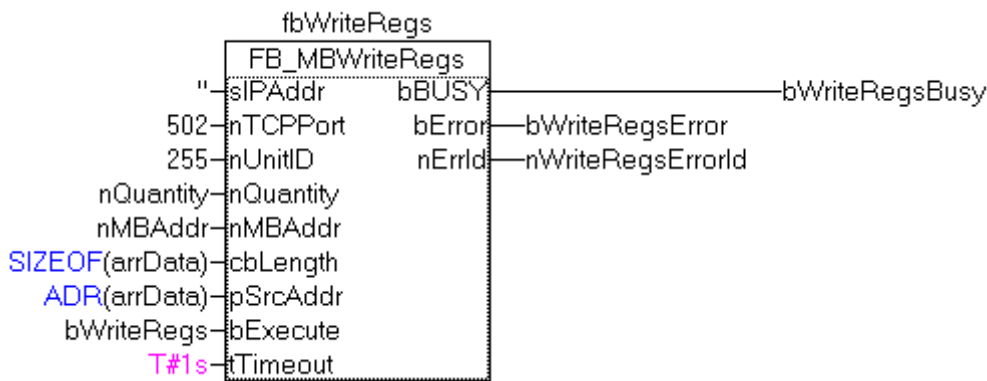 fbWriteRegs
FB_MBWriteRegs
''-sIPAddr bBUSY bWriteRegsBusy
502-nTCPPort bError bWriteRegsError
255-nUnitID nErrId nWriteRegsErrorId
nQuantity-nQuantity
nMBAddr-nMBAddr
SIZEOF(arrData)-cbLength
ADR(arrData)-pSrcAddr
bWriteRegs-bExecute
T#1s-tTimeout